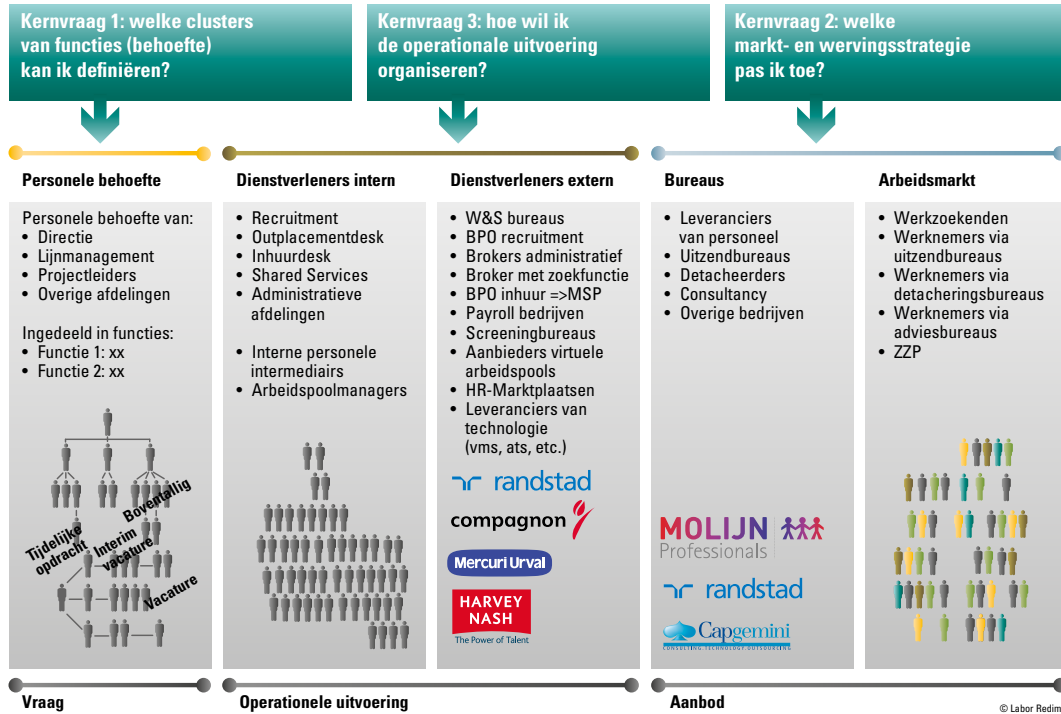 Kernvraag 1: welke clusters
van functies (behoefte)
kan ik definiëren?
Kernvraag 3: hoe wil ik
de operationale uitvoering
organiseren?
Kernvraag 2: welke
markt- en wervingsstrategie
pas ik toe?
Personele behoefte
Personele behoefte van:
• Directie
• Lijnmanagement
• Projectleiders
• Overige afdelingen
Ingedeeld in functies:
• Functie 1: xx
• Functie 2: xx
Boventallig
Tijdelijke
opdracht
Interim
vacature
Vacature
Dienstverleners intern
• Recruitment
• Outplacementdesk
• Inhuurdesk
• Shared Services
• Administratieve
afdelingen
• Interne personele
intermediairs
• Arbeidspoolmanagers
Dienstverleners extern
• W&S bureaus
• BPO recruitment
• Brokers administratief
• Broker met zoekfunctie
• BPO inhuur =>MSP
• Payroll bedrijven
• Screeningbureaus
• Aanbieders virtuele
arbeidspools
• HR-Marktplaatsen
• Leveranciers van
technologie
(vms, ats, etc.)
randstad
compagnon
Mercuri Urval
HARVEY
NASH
The Power of Talent
Bureaus
• Leveranciers
van personeel
• Uitzendbureaus
• Detacheerders
• Consultancy
• Overige bedrijven
MOLIJN
Professionals
randstad
Capgemini
CONSULTING.TECHNOLOGY.OUTSOURCING
Arbeidsmarkt
• Werkzoekenden
• Werknemers via
uitzendbureaus
• Werknemers via
detacheringsbureaus
• Werknemers via
adviesbureaus
• ZZP
Vraag
Operationele uitvoering
Aanbod
© Labor Redim